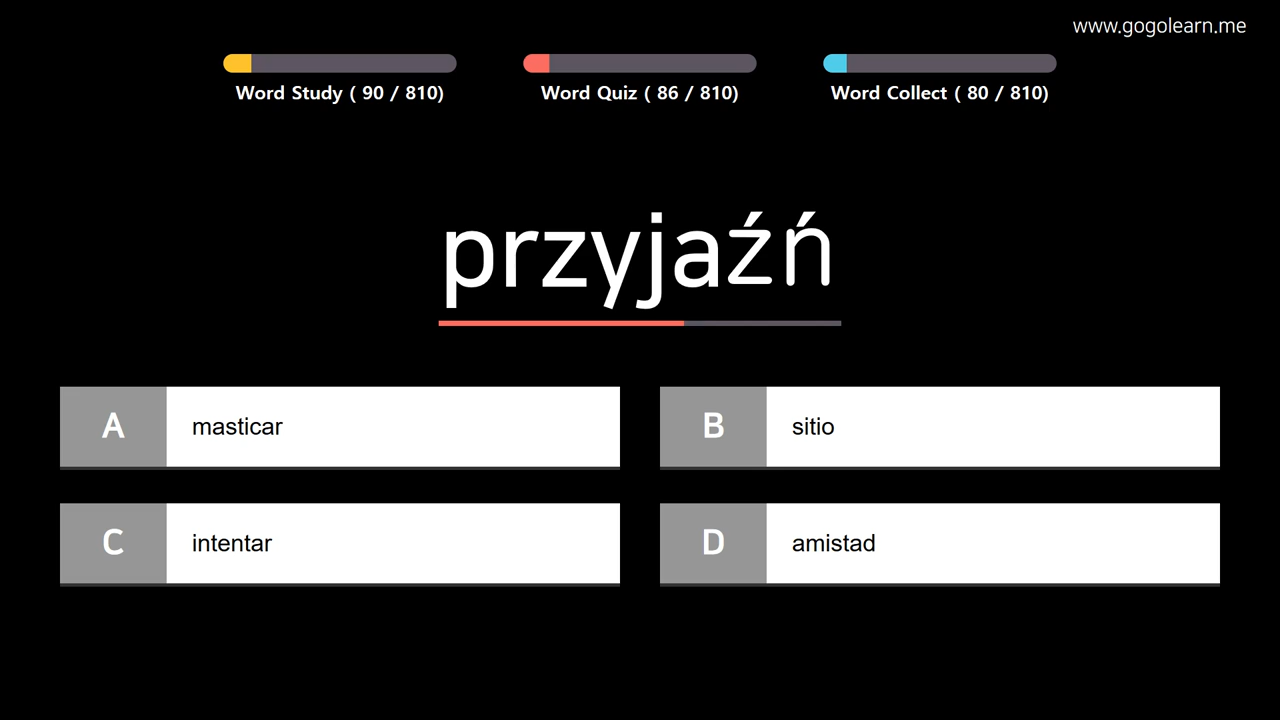 www.gogolearn.me
Word Study ( 90 / 810)
Word Quiz ( 86 / 810)
Word Collect ( 80 / 810)
przyjaźń
A masticar
B sitio
C intentar
D amistad